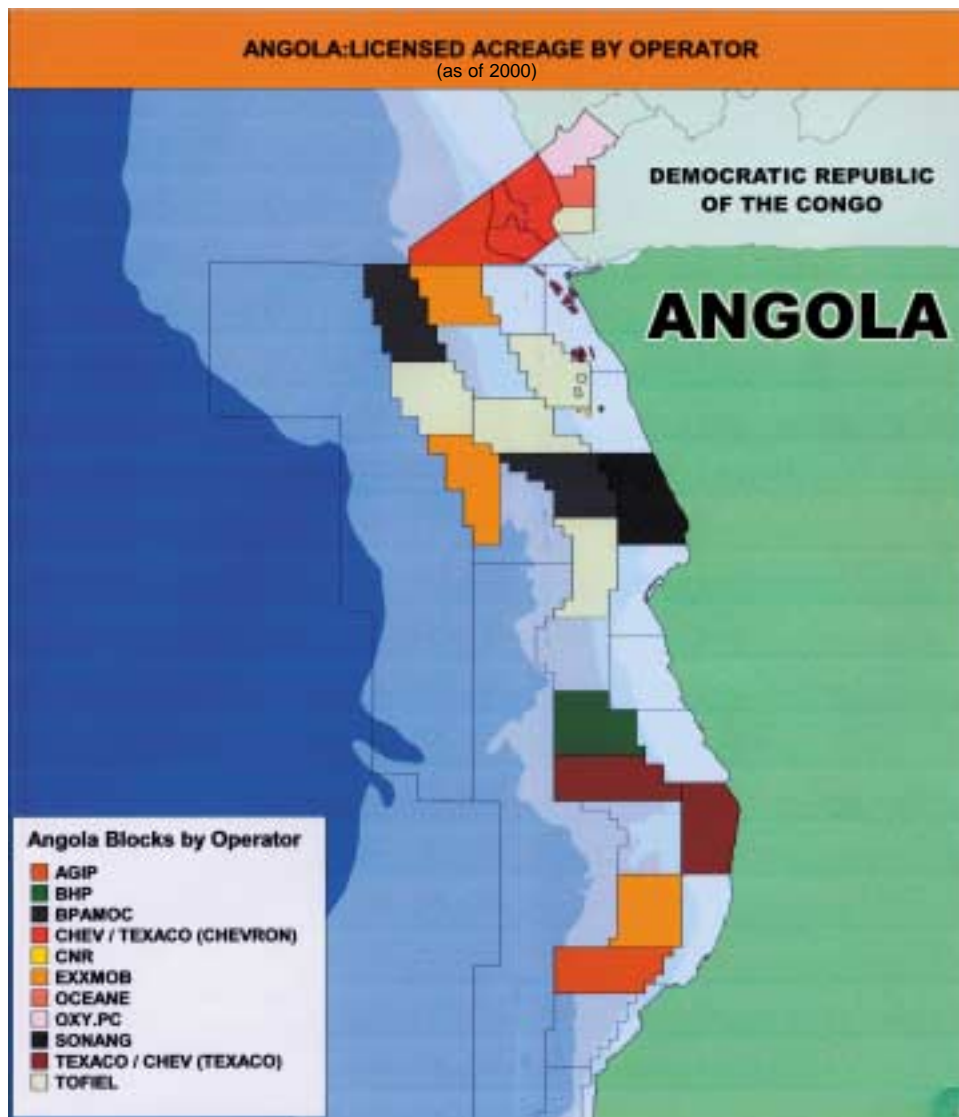 ANGOLA:LICENSED ACREAGE BY OPERATOR
(as of 2000)
DEMOCRATIC REPUBLIC
OF THE CONGO
ANGOLA
Angola Blocks by Operator
AGIP
BHP
BPAMOC
CHEV / TEXACO (CHEVRON)
CNR
EXXMOB
OCEANE
OXY.PC
SONANG
TEXACO / CHEV (TEXACO)
TOFIEL